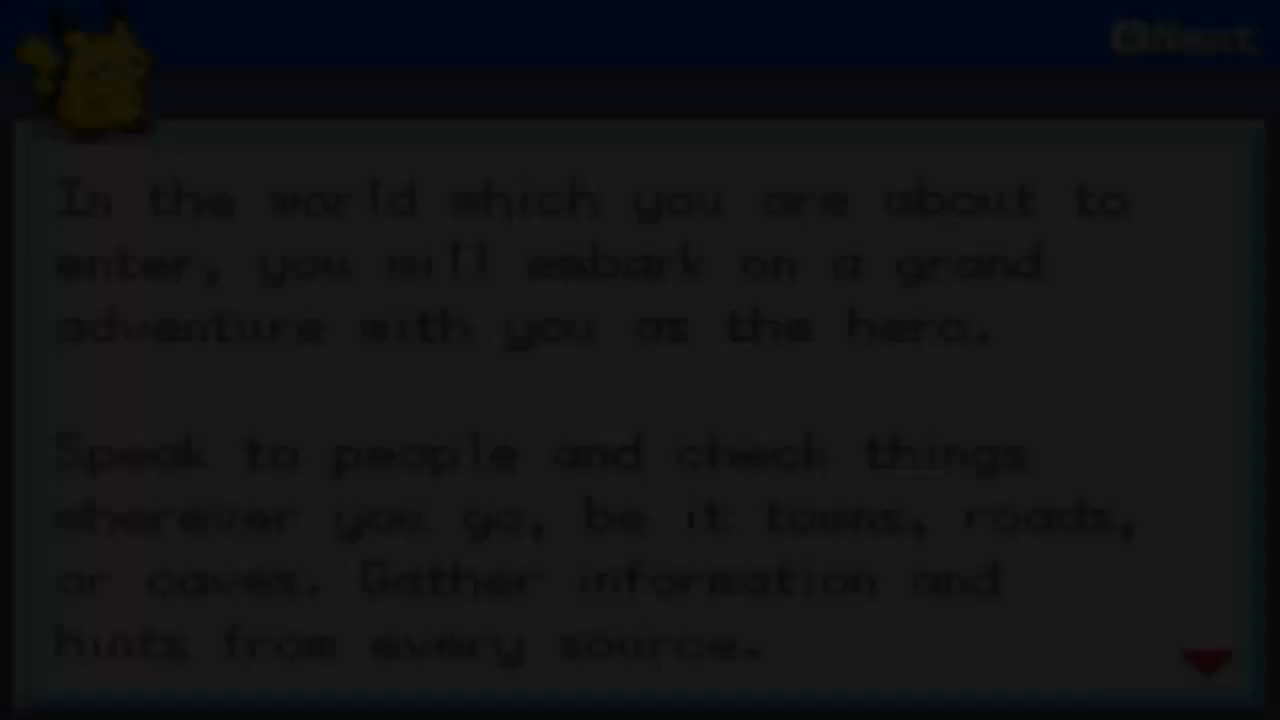 Next
In the world which you are about to
enter, you will embark on a grand
adventure with you as the hero.
Speak to people and check things
wherever you go, be it towns, roads,
or caves. Gather information and
hints from every source.